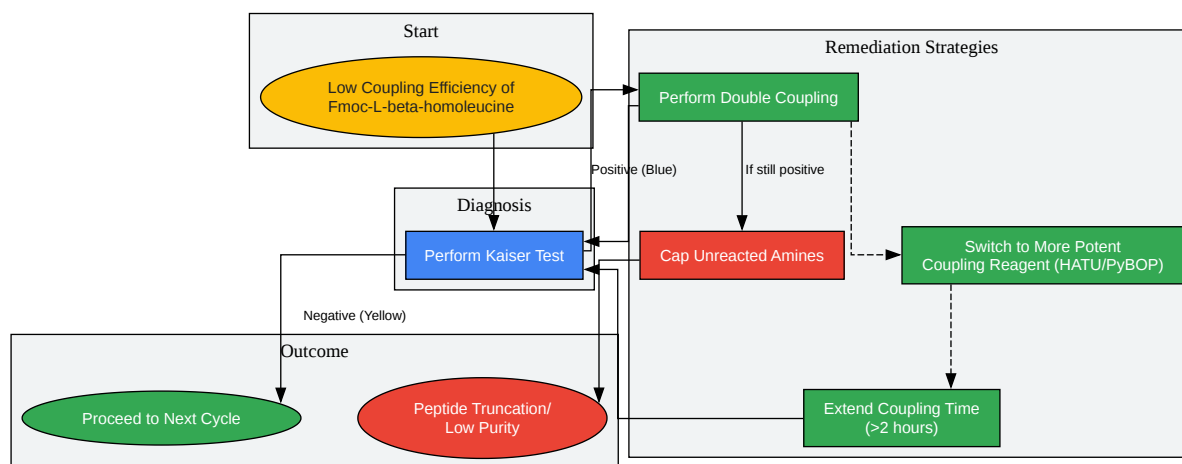 Start
Low Coupling Efficiency of
Fmoc-L-beta-homoleucine
Remediation Strategies
Perform Double Coupling
Positive (Blue)
If still positive
Diagnosis
Perform Kaiser Test
Cap Unreacted Amines
Switch to More Potent
Coupling Reagent (HATU/PyBOP)
Negative (Yellow)
Outcome
Proceed to Next Cycle
Peptide Truncation/
Low Purity
Extend Coupling Time
(>2 hours)